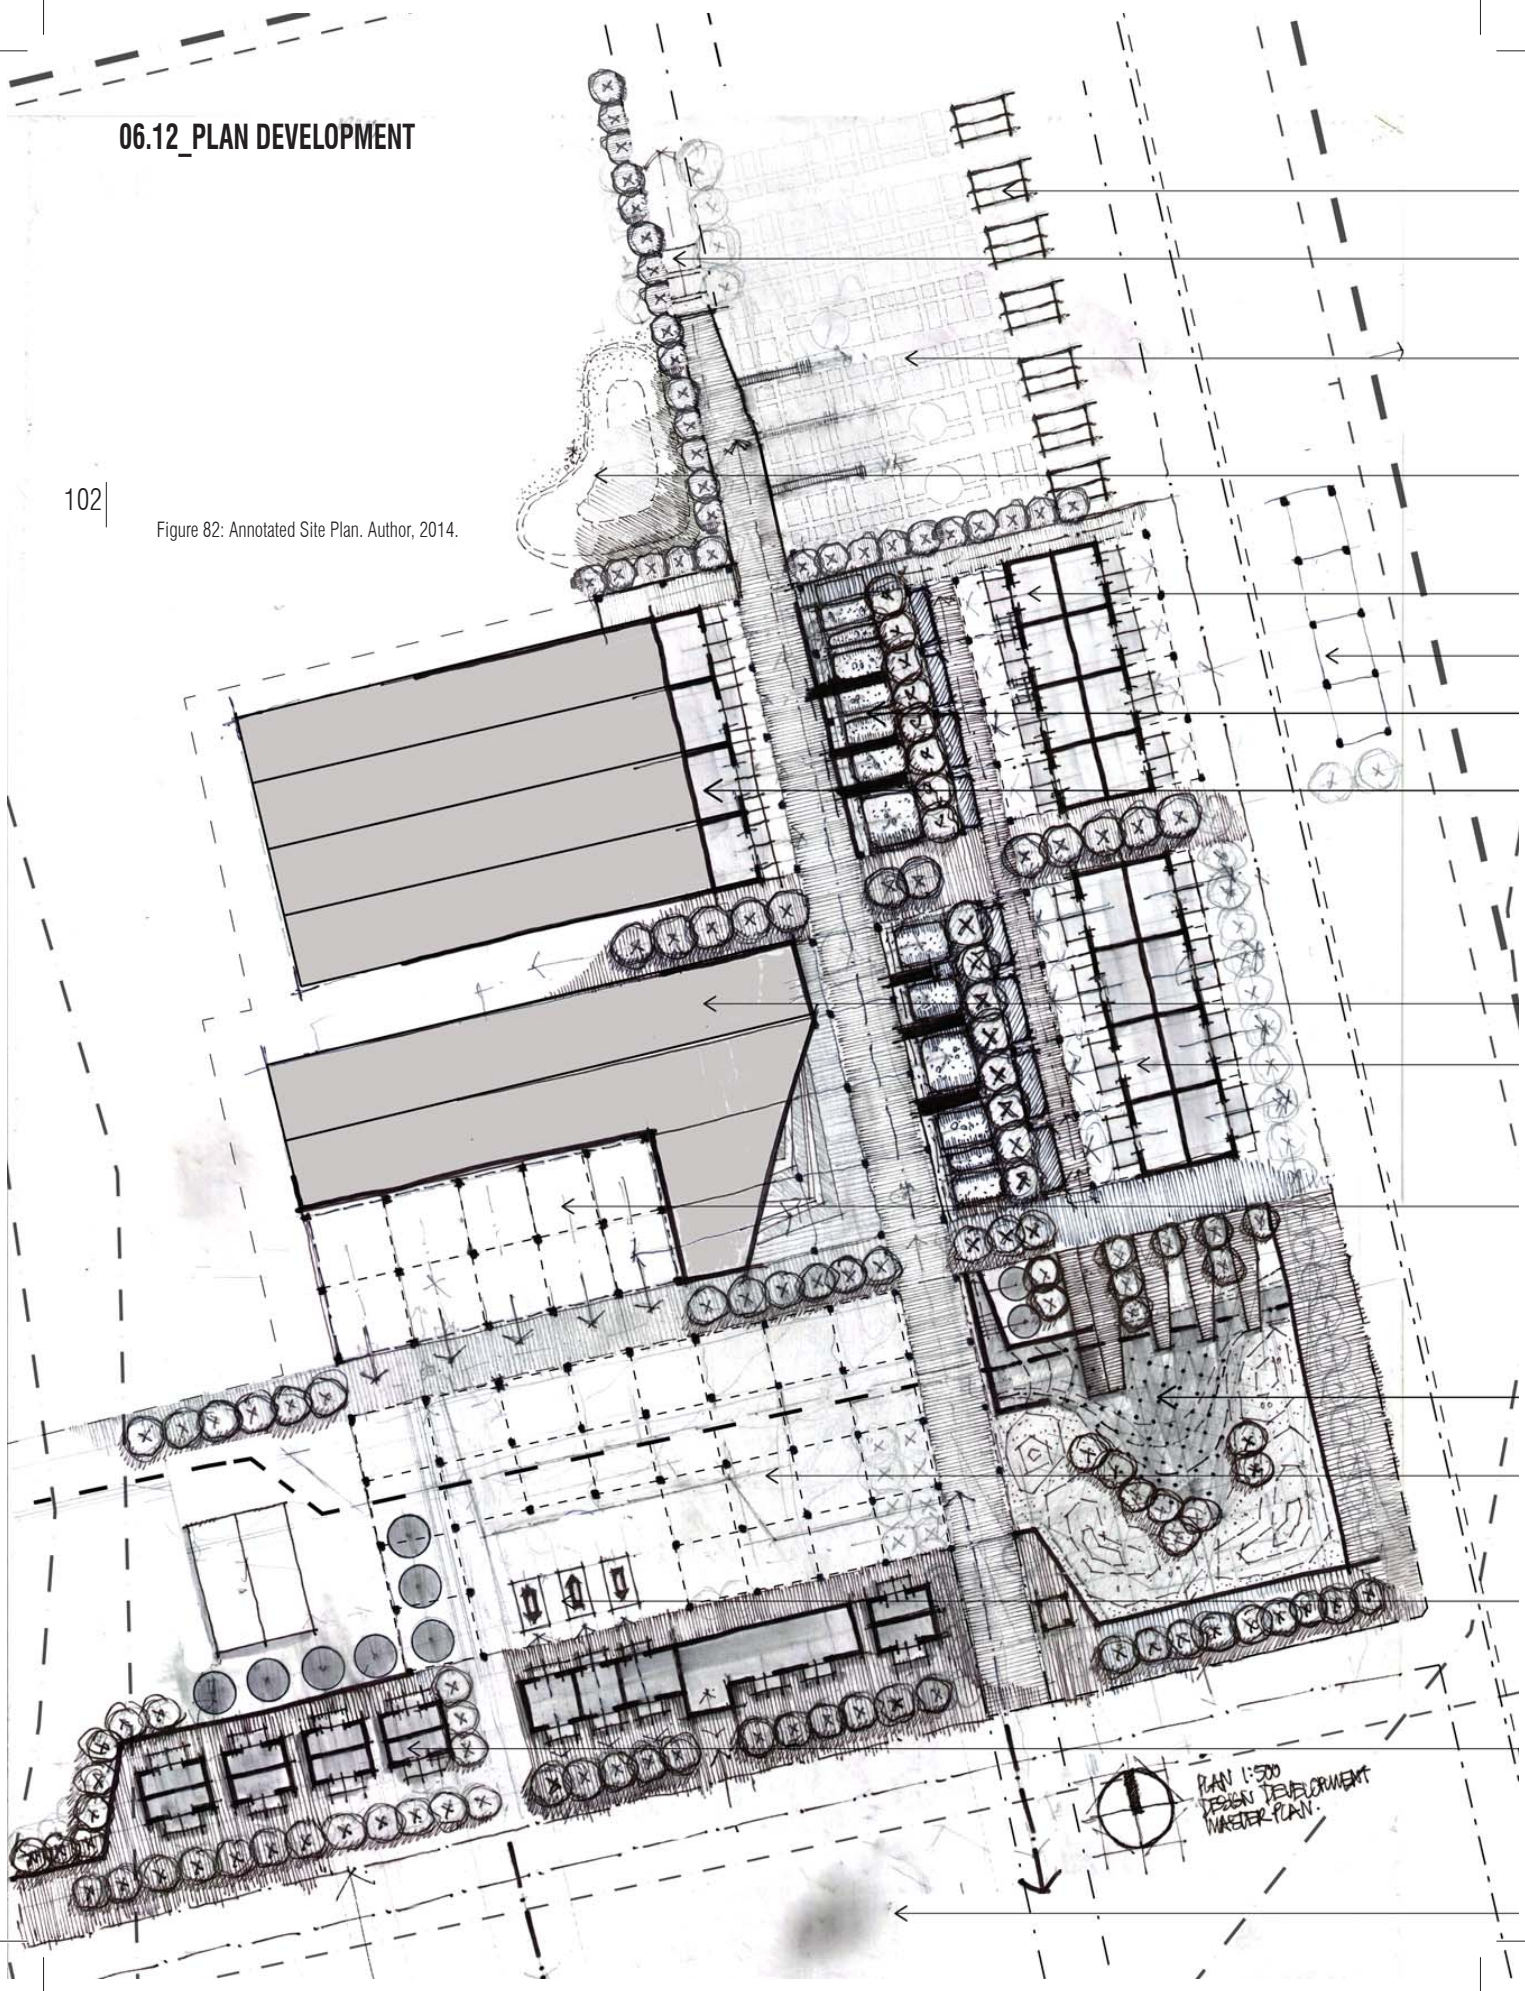 06.12_PLAN DEVELOPMENT
102
Figure 82: Annotated Site Plan. Author, 2014.
PLAN 1:500
DESIGN DEVELOPMENT
MASTER PLAN.